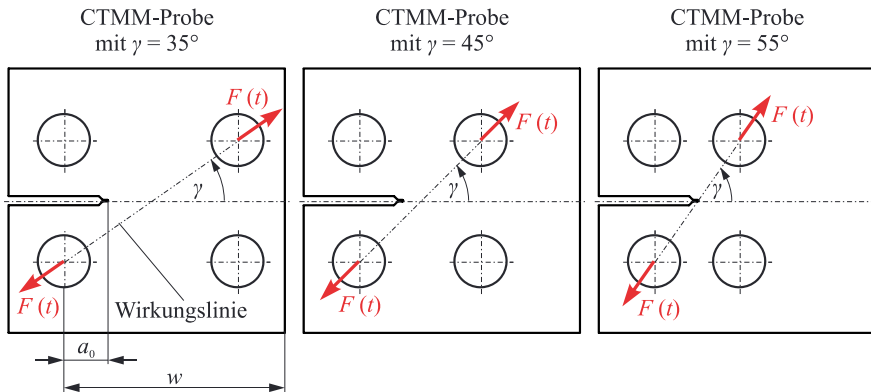 CTMM-Probe
mit γ = 35°
CTMM-Probe
mit γ = 45°
CTMM-Probe
mit γ = 55°
F (t)
F (t)
F (t)
γ
γ
γ
F (t)
F (t)
F (t)
Wirkungslinie
a₀
w